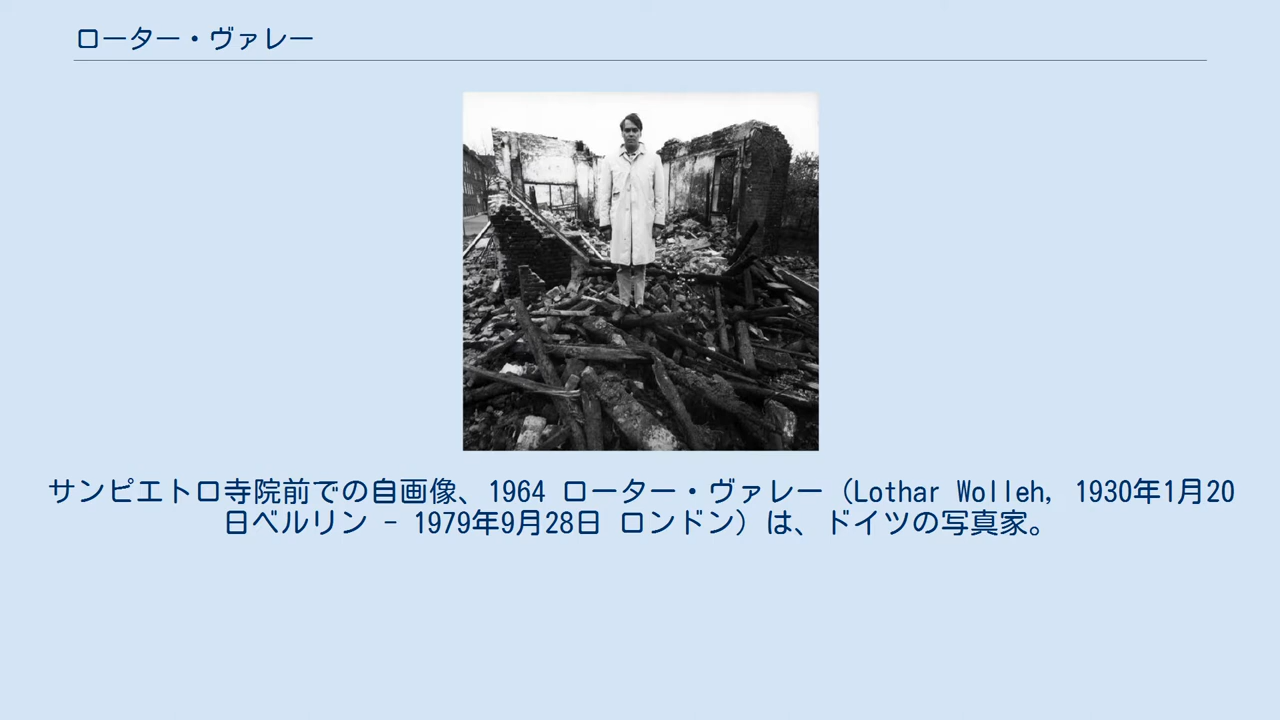 ローター・ヴァレー
サンピエトロ寺院前での自画像、1964 ローター・ヴァレー（Lothar Wolleh, 1930年1月20
日ベルリン - 1979年9月28日 ロンドン）は、ドイツの写真家。